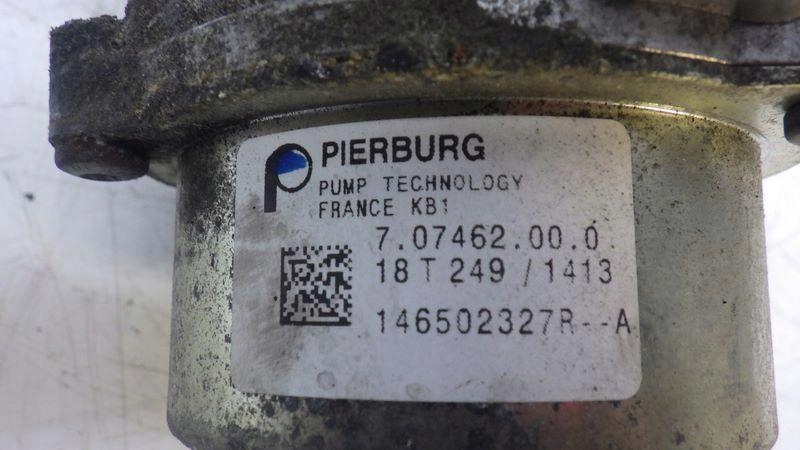 PIERBURG
PUMP TECHNOLOGY
FRANCE KB1
7.07462.00.0
18 T 249 / 1413
146502327R--A